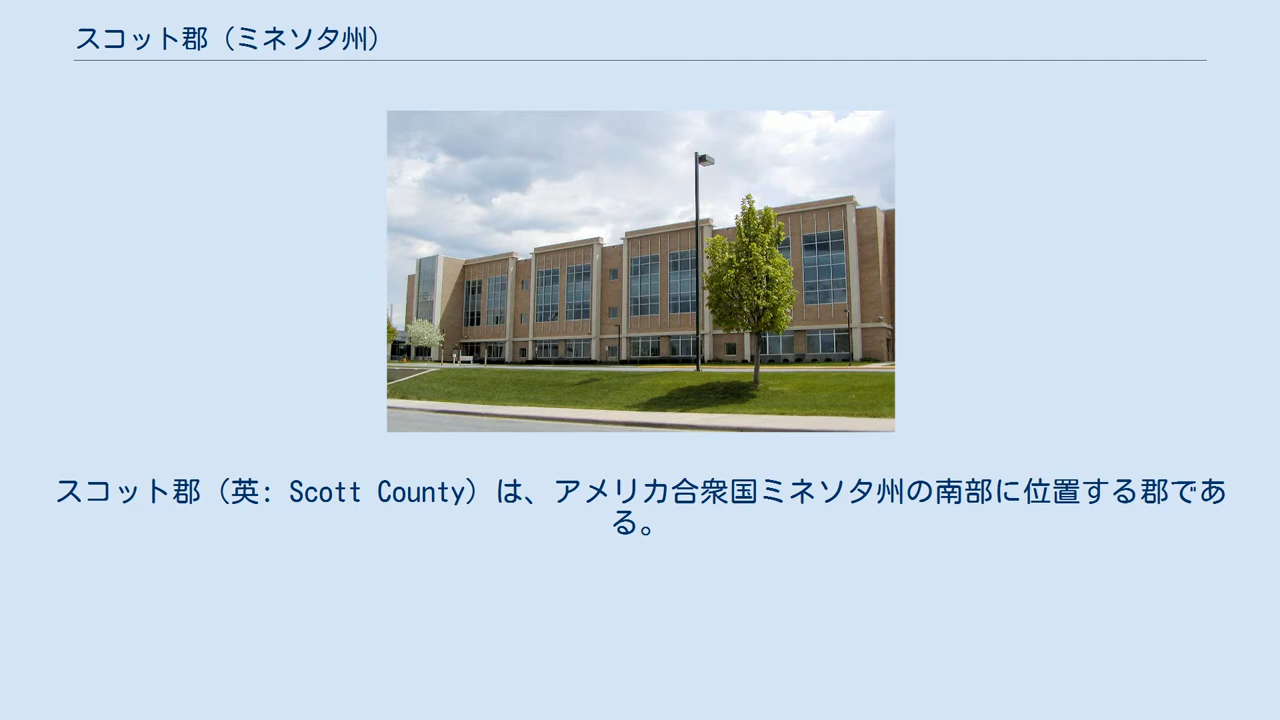 スコット郡（ミネソタ州）
スコット郡（英: Scott County）は、アメリカ合衆国ミネソタ州の南部に位置する郡であ
る。